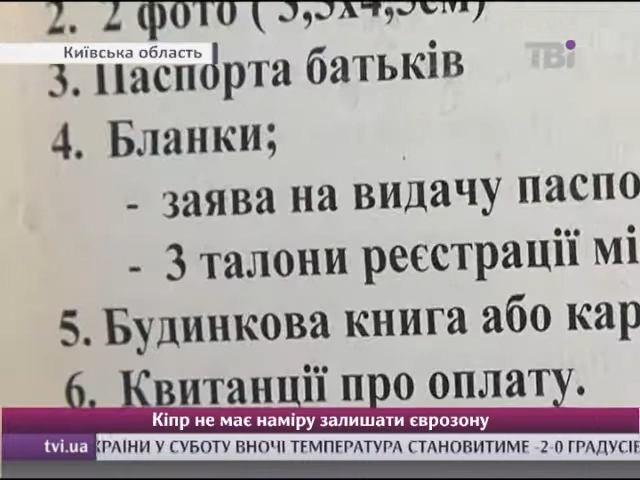 2. 2 фото ( 3,5х4,5см)
Київська область
ТВі
3. Паспорта батьків
4. Бланки;
- заява на видачу паспо
- 3 талони реєстрації мі
5. Будинкова книга або кар
6. Квитанції про оплату.
Кіпр не має наміру залишати єврозону
tvi.ua КРАЇНИ У СУБОТУ ВНОЧІ ТЕМПЕРАТУРА СТАНОВИТИМЕ -2-0 ГРАДУСІВ